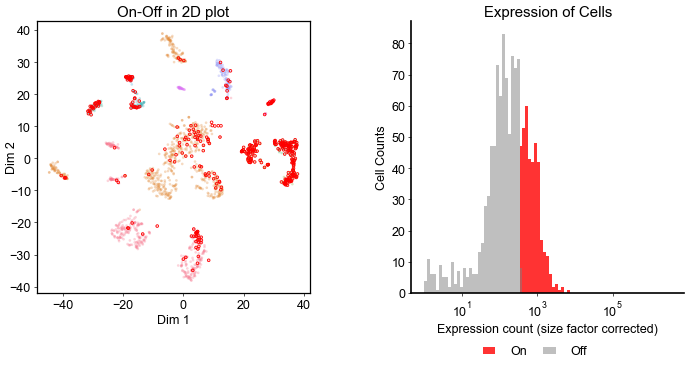 On-Off in 2D plot
40
30
20
10
0
−10
−20
−30
−40
Dim 2
−40 −20 0 20 40
Dim 1
Expression of Cells
80
70
60
50
40
30
20
10
0
Cell Counts
10^1 10^3 10^5
Expression count (size factor corrected)
On Off